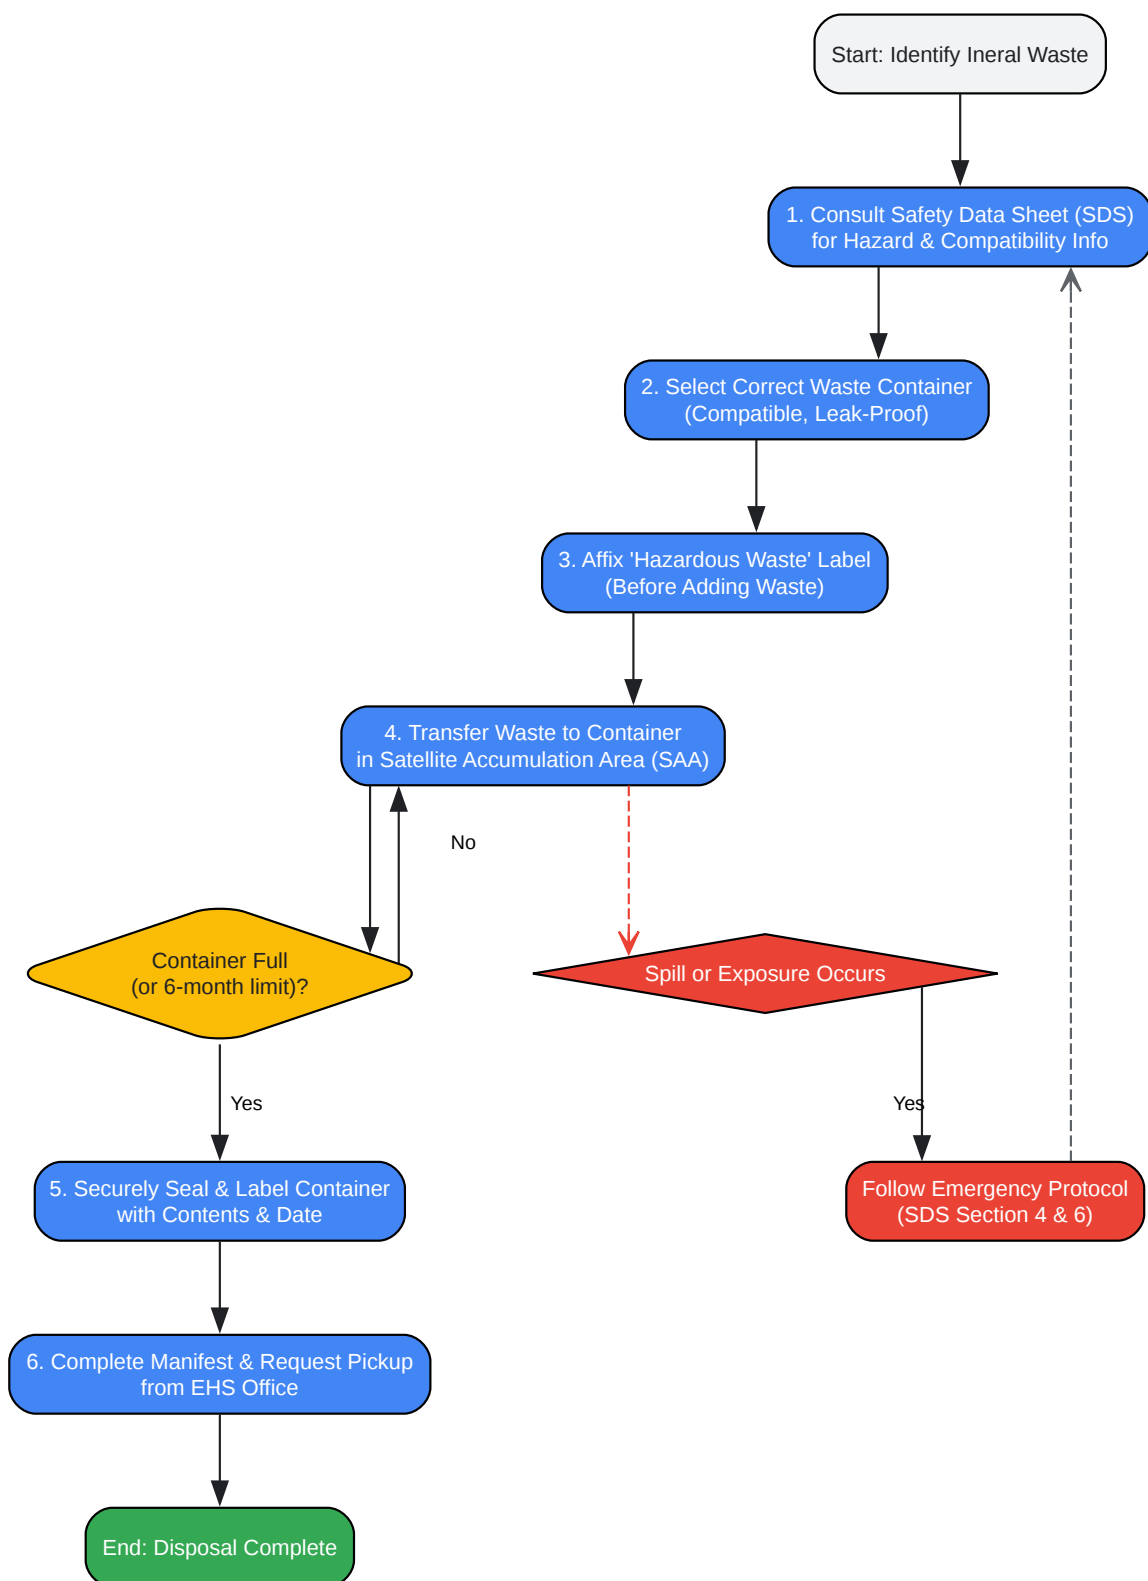 Start: Identify Ineral Waste
1. Consult Safety Data Sheet (SDS)
for Hazard & Compatibility Info
2. Select Correct Waste Container
(Compatible, Leak-Proof)
3. Affix 'Hazardous Waste' Label
(Before Adding Waste)
4. Transfer Waste to Container
in Satellite Accumulation Area (SAA)
No
Container Full
(or 6-month limit)?
Spill or Exposure Occurs
Yes
Yes
5. Securely Seal & Label Container
with Contents & Date
Follow Emergency Protocol
(SDS Section 4 & 6)
6. Complete Manifest & Request Pickup
from EHS Office
End: Disposal Complete